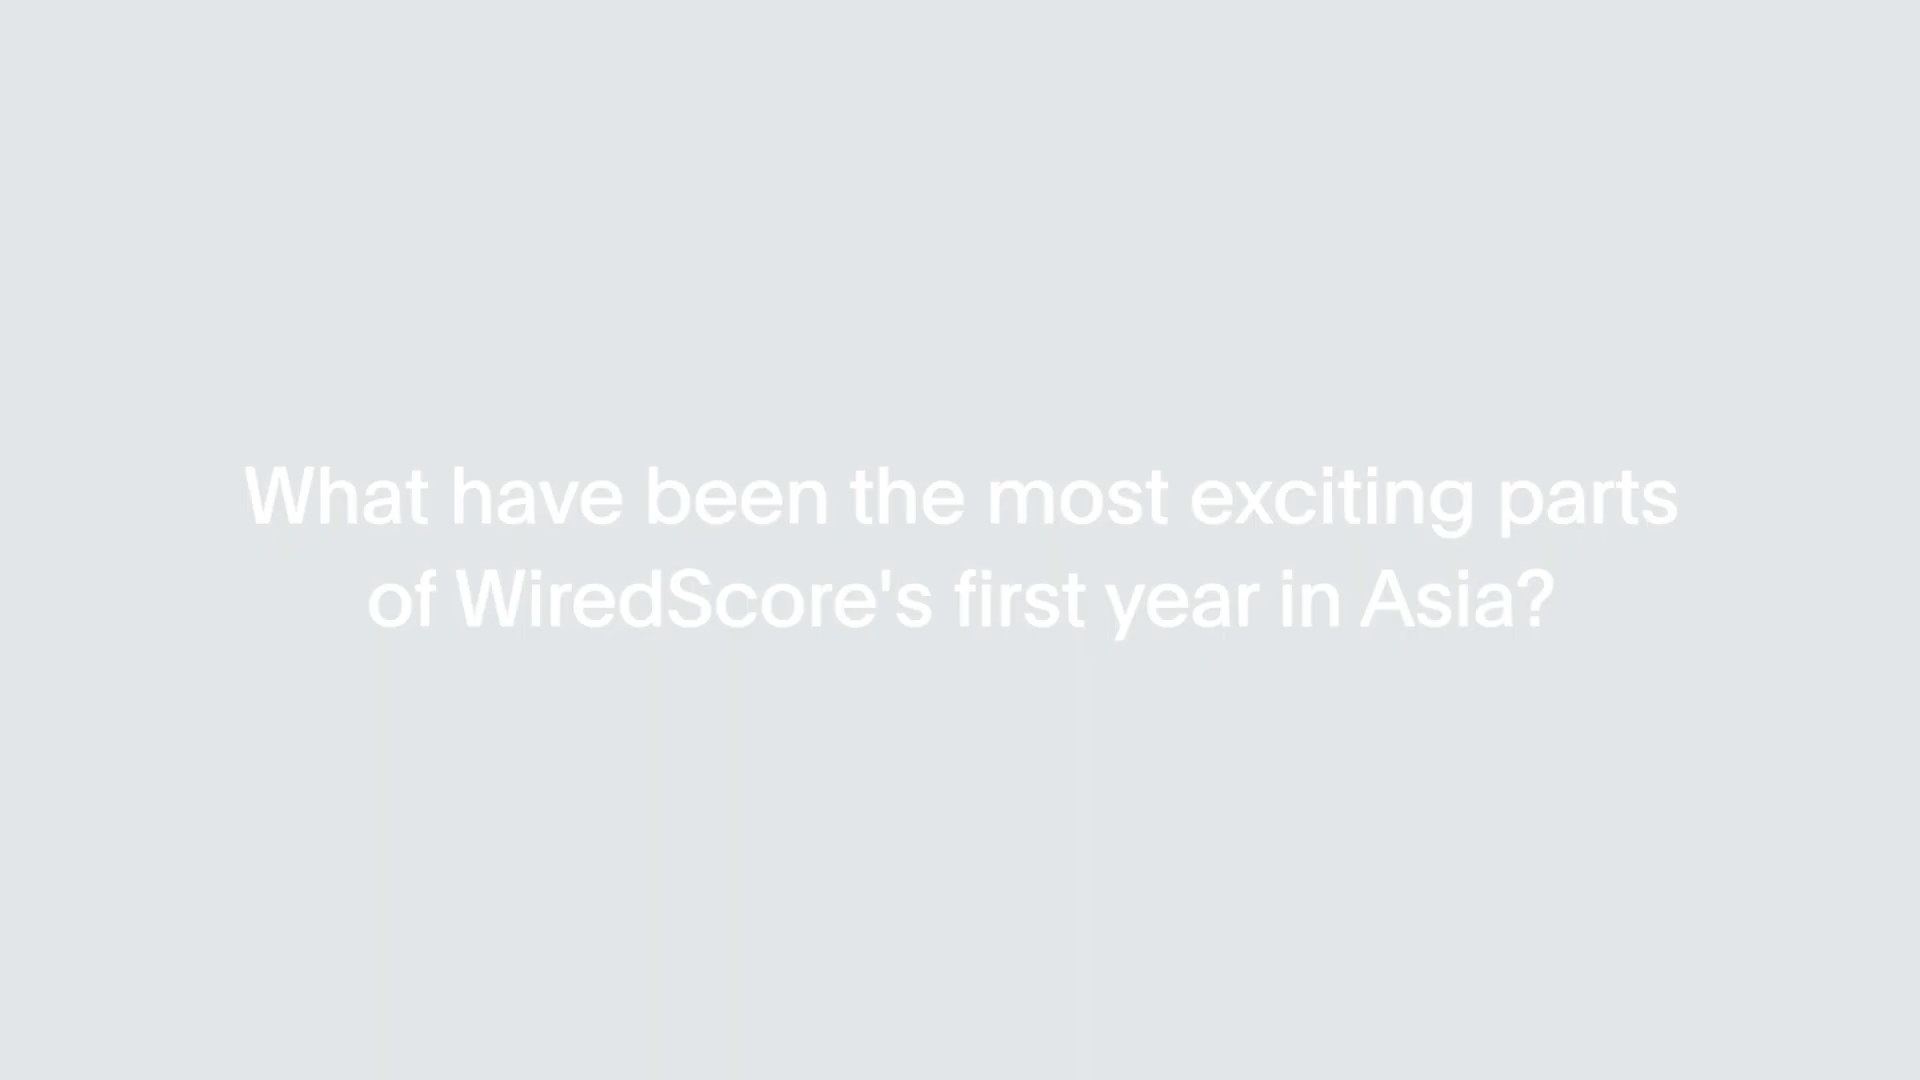 What have been the most exciting parts
of WiredScore's first year in Asia?